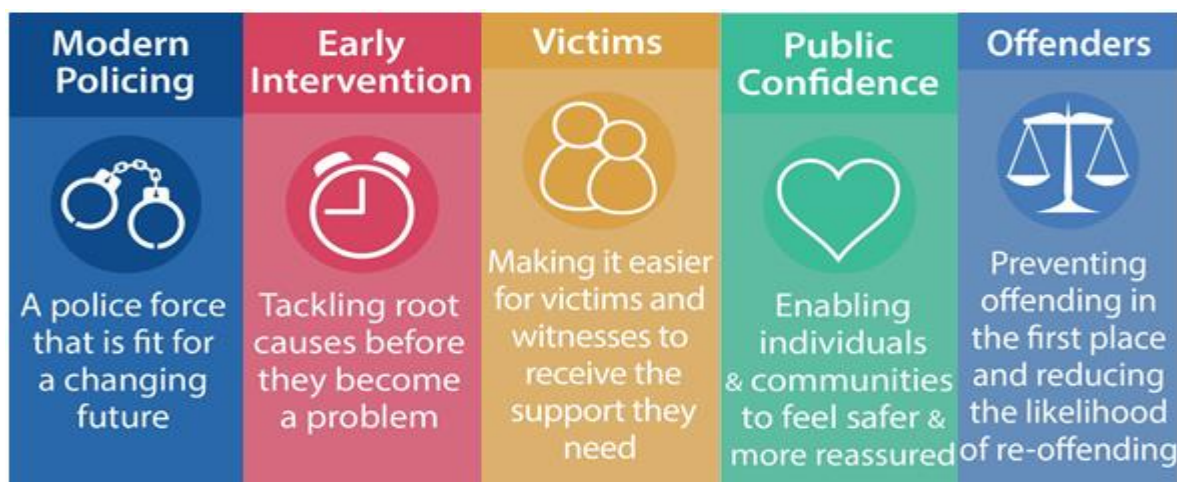 Modern
Policing
A police force
that is fit for
a changing
future
Early
Intervention
Tackling root
causes before
they become
a problem
Victims
Making it easier
for victims and
witnesses to
receive the
support they
need
Public
Confidence
Enabling
individuals
& communities
to feel safer &
more reassured
Offenders
Preventing
offending in
the first place
and reducing
the likelihood
of re-offending